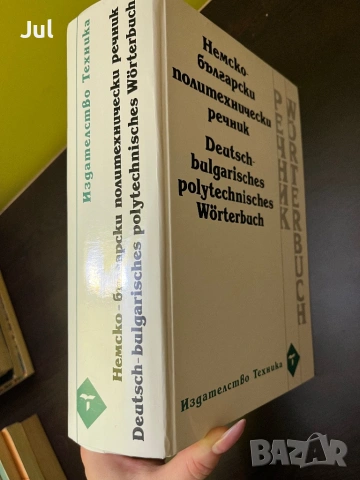 Jul
Издателство Техника
Немско-български политехнически речник
Deutsch-bulgarisches polytechnisches Wörterbuch
Немско-
български
политехнически
речник
Deutsch-
bulgarisches
polytechnisches
Wörterbuch
РЕЧНИК
WÖRTERBUCH
Издателство Техника
BAZAR